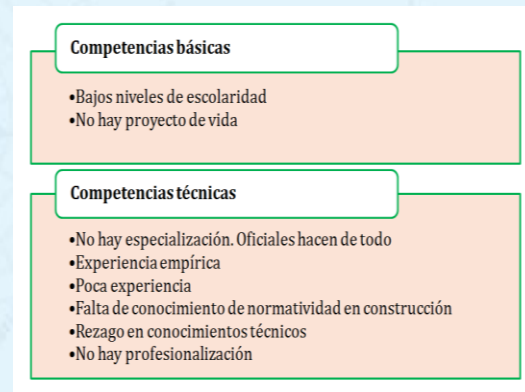 Competencias básicas
•Bajos niveles de escolaridad
•No hay proyecto de vida
Competencias técnicas
•No hay especialización. Oficiales hacen de todo
•Experiencia empírica
•Poca experiencia
•Falta de conocimiento de normatividad en construcción
•Rezago en conocimientos técnicos
•No hay profesionalización